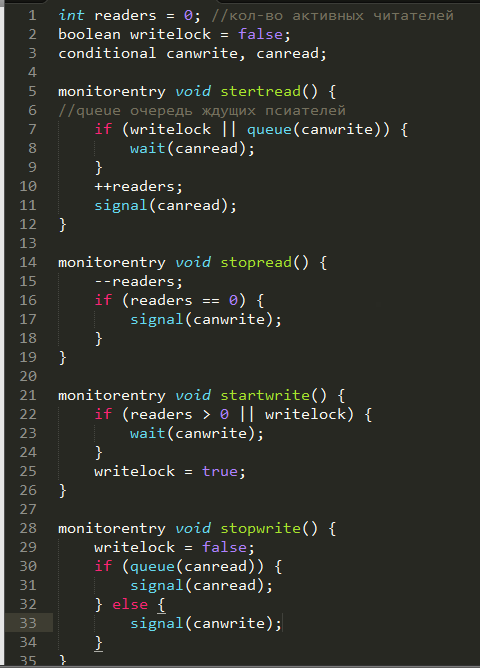 1 int readers = 0; //кол-во активных читателей
2 boolean writelock = false;
3 conditional canwrite, canread;
4
5 monitorentry void stertread() {
6 //queue очередь ждущих псиателей
7 if (writelock || queue(canwrite)) {
8 wait(canread);
9 }
10 ++readers;
11 signal(canread);
12 }
13
14 monitorentry void stopread() {
15 --readers;
16 if (readers == 0) {
17 signal(canwrite);
18 }
19 }
20
21 monitorentry void startwrite() {
22 if (readers > 0 || writelock) {
23 wait(canwrite);
24 }
25 writelock = true;
26 }
27
28 monitorentry void stopwrite() {
29 writelock = false;
30 if (queue(canread)) {
31 signal(canread);
32 } else {
33 signal(canwrite);
34 }
35 }